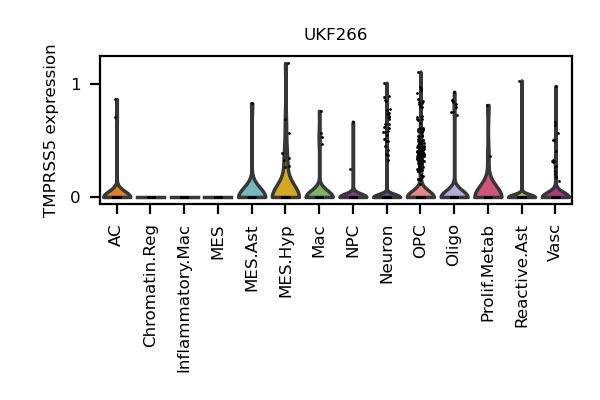 UKF266
TMPRSS5 expression
1
0
AC
Chromatin.Reg
Inflammatory.Mac
MES
MES.Ast
MES.Hyp
Mac
NPC
Neuron
OPC
Oligo
Prolif.Metab
Reactive.Ast
Vasc